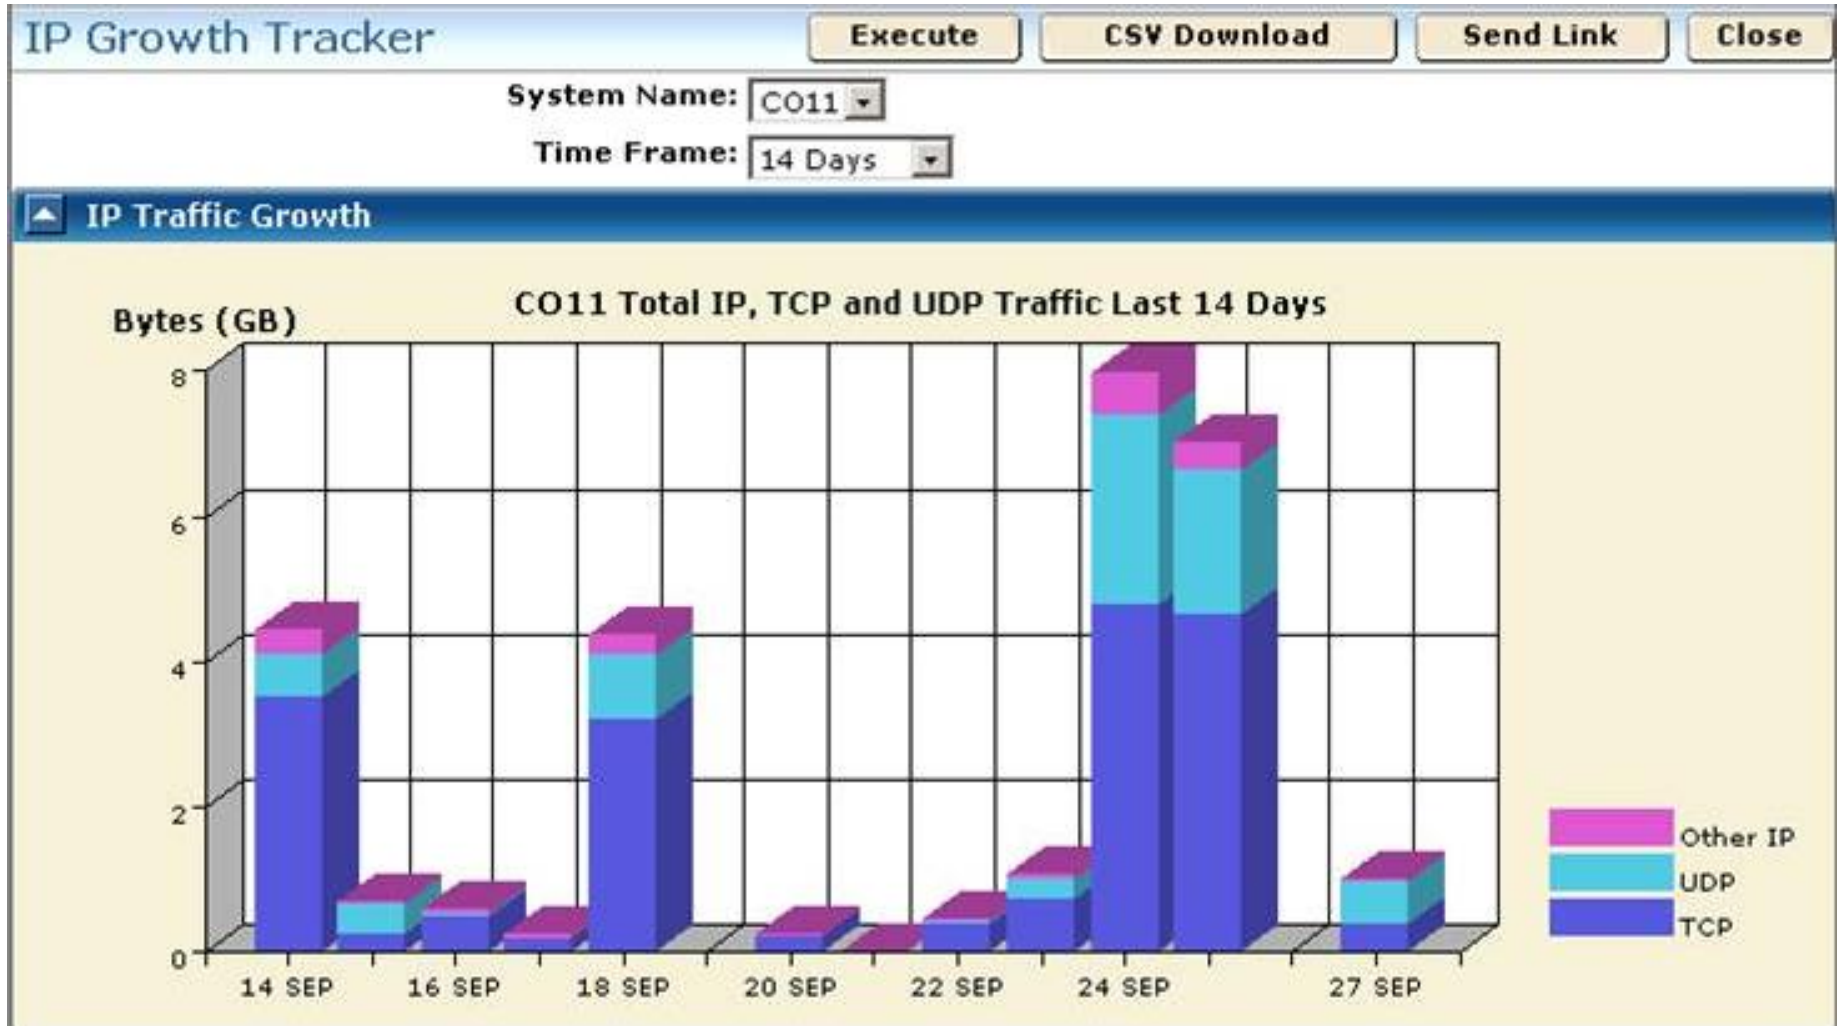 IP Growth Tracker
Execute
CSV Download
Send Link
Close
System Name: CO11
Time Frame: 14 Days
IP Traffic Growth
CO11 Total IP, TCP and UDP Traffic Last 14 Days
Bytes (GB)
8
6
4
2
0
14 SEP
16 SEP
18 SEP
20 SEP
22 SEP
24 SEP
27 SEP
Other IP
UDP
TCP